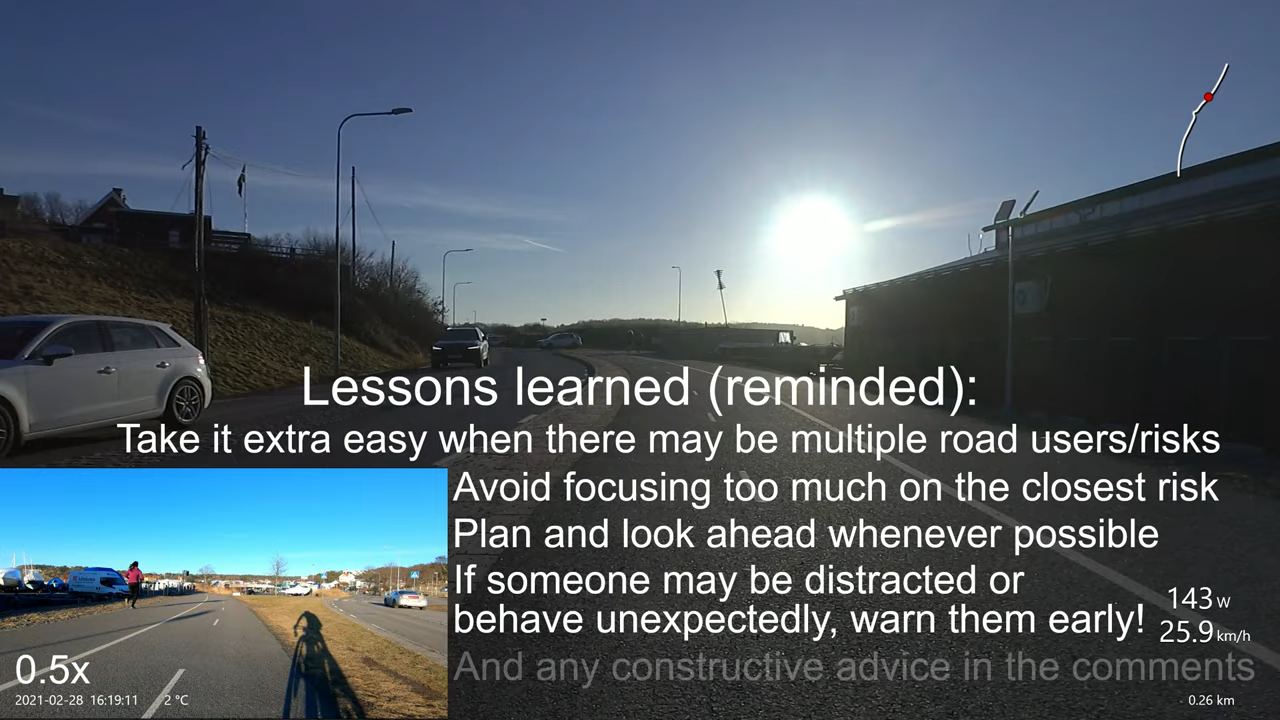 Lessons learned (reminded):
Take it extra easy when there may be multiple road users/risks
Avoid focusing too much on the closest risk
Plan and look ahead whenever possible
If someone may be distracted or
behave unexpectedly, warn them early!
And any constructive advice in the comments
143 W
25.9 km/h
0.26 km
0.5x
2021-02-28 16:19:11 2 °C